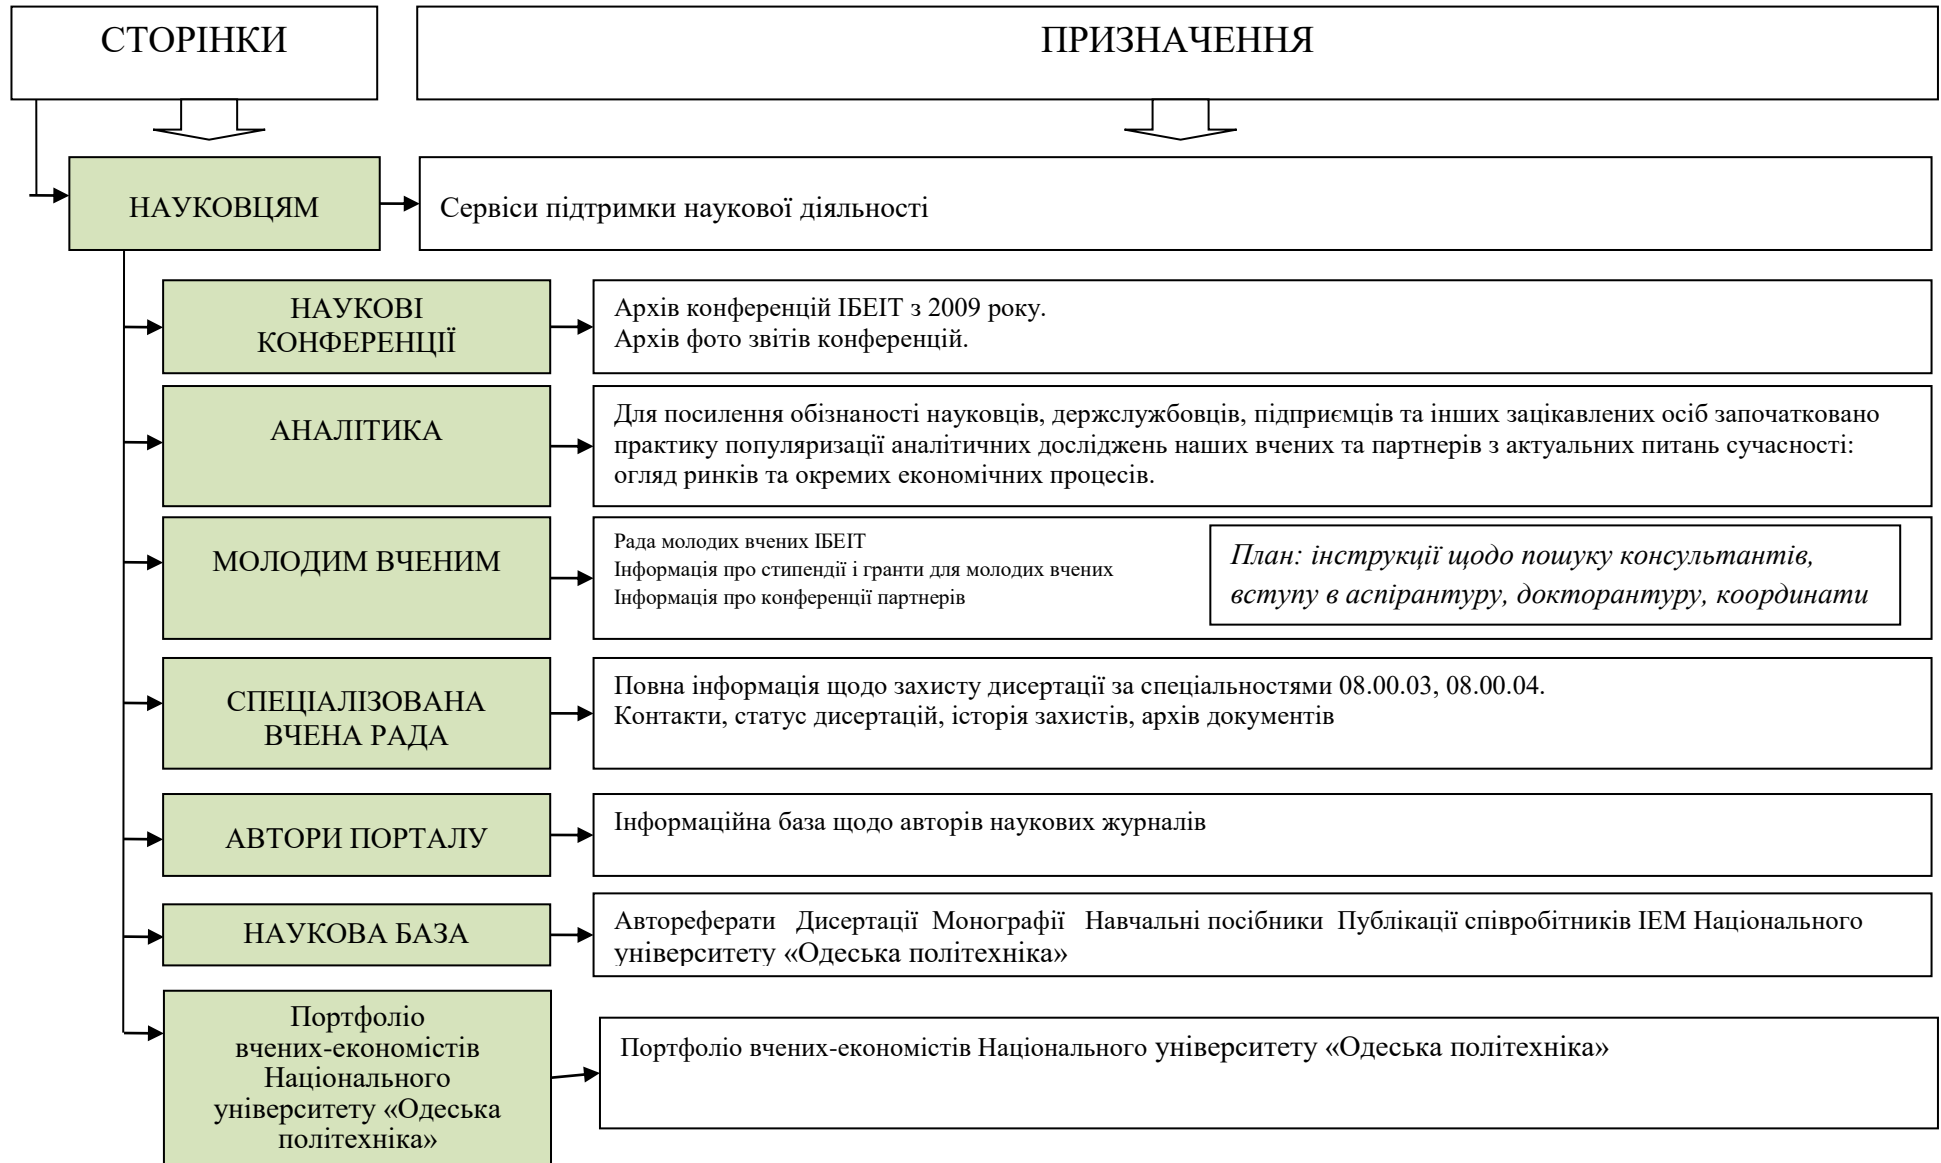 СТОРІНКИ
ПРИЗНАЧЕННЯ
НАУКОВЦЯМ
Сервіси підтримки наукової діяльності
НАУКОВІ
КОНФЕРЕНЦІЇ
Архів конференцій ІБЕІТ з 2009 року.
Архів фото звітів конференцій.
АНАЛІТИКА
Для посилення обізнаності науковців, держслужбовців, підприємців та інших зацікавлених осіб започатковано
практику популяризації аналітичних досліджень наших вчених та партнерів з актуальних питань сучасності:
огляд ринків та окремих економічних процесів.
МОЛОДИМ ВЧЕНИМ
Рада молодих вчених ІБЕІТ
Інформація про стипендії і гранти для молодих вчених
Інформація про конференції партнерів
План: інструкції щодо пошуку консультантів,
вступу в аспірантуру, докторантуру, координати
СПЕЦІАЛІЗОВАНА
ВЧЕНА РАДА
Повна інформація щодо захисту дисертації за спеціальностями 08.00.03, 08.00.04.
Контакти, статус дисертацій, історія захистів, архів документів
АВТОРИ ПОРТАЛУ
Інформаційна база щодо авторів наукових журналів
НАУКОВА БАЗА
Автореферати Дисертації Монографії Навчальні посібники Публікації співробітників ІЕМ Національного
університету «Одеська політехніка»
Портфоліо
вчених-економістів
Національного
університету «Одеська
політехніка»
Портфоліо вчених-економістів Національного університету «Одеська політехніка»